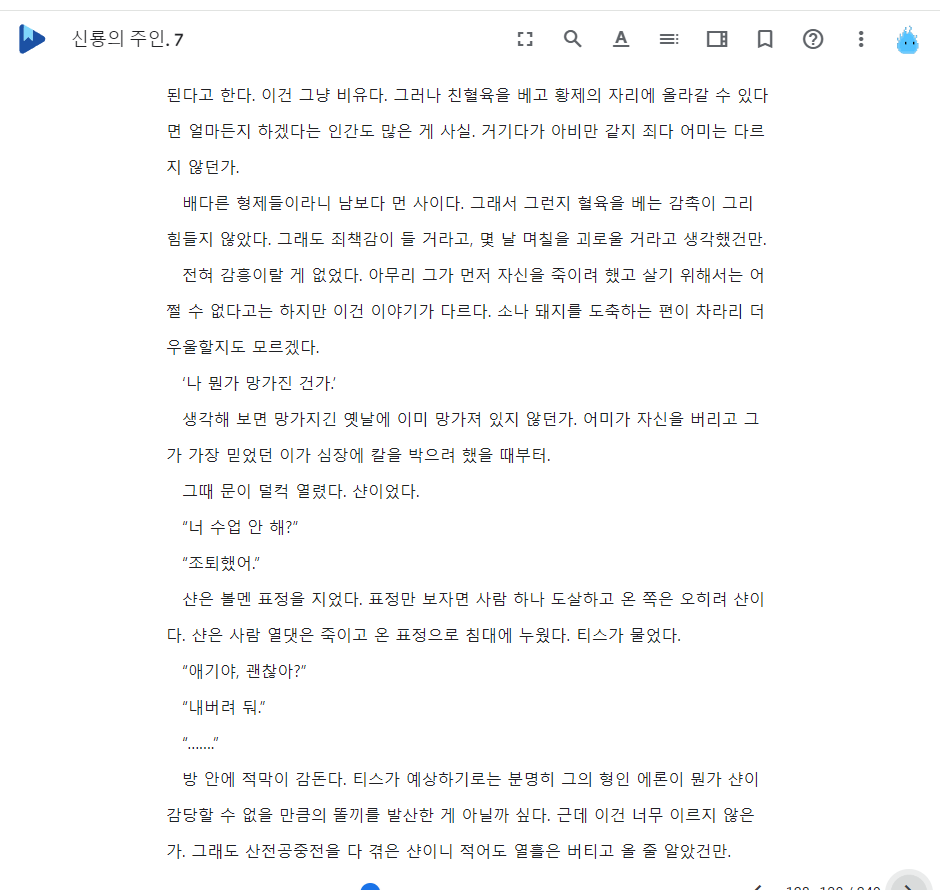 신룡의 주인. 7
된다고 한다. 이건 그냥 비유다. 그러나 친혈육을 베고 황제의 자리에 올라갈 수 있다
면 얼마든지 하겠다는 인간도 많은 게 사실. 거기다가 아비만 같지 죄다 어미는 다르
지 않던가.
배다른 형제들이라니 남보다 먼 사이다. 그래서 그런지 혈육을 베는 감촉이 그리
힘들지 않았다. 그래도 죄책감이 들 거라고, 몇 날 며칠을 괴로울 거라고 생각했건만.
전혀 감흥이랄 게 없었다. 아무리 그가 먼저 자신을 죽이려 했고 살기 위해서는 어
쩔 수 없다고는 하지만 이건 이야기가 다르다. 소나 돼지를 도축하는 편이 차라리 더
우울할지도 모르겠다.
‘나 뭔가 망가진 건가.’
생각해 보면 망가지긴 옛날에 이미 망가져 있지 않던가. 어미가 자신을 버리고 그
가 가장 믿었던 이가 심장에 칼을 박으려 했을 때부터.
그때 문이 덜컥 열렸다. 샨이었다.
“너 수업 안 해?”
“조퇴했어.”
샨은 볼멘 표정을 지었다. 표정만 보자면 사람 하나 도살하고 온 쪽은 오히려 샨이
다. 샨은 사람 열댓은 죽이고 온 표정으로 침대에 누웠다. 티스가 물었다.
“애기야, 괜찮아?”
“내버려 둬.”
“…….”
방 안에 적막이 감돈다. 티스가 예상하기로는 분명히 그의 형인 에론이 뭔가 샨이
감당할 수 없을 만큼의 똘끼를 발산한 게 아닐까 싶다. 근데 이건 너무 이르지 않은
가. 그래도 산전공중전을 다 겪은 샨이니 적어도 열흘은 버티고 올 줄 알았건만.